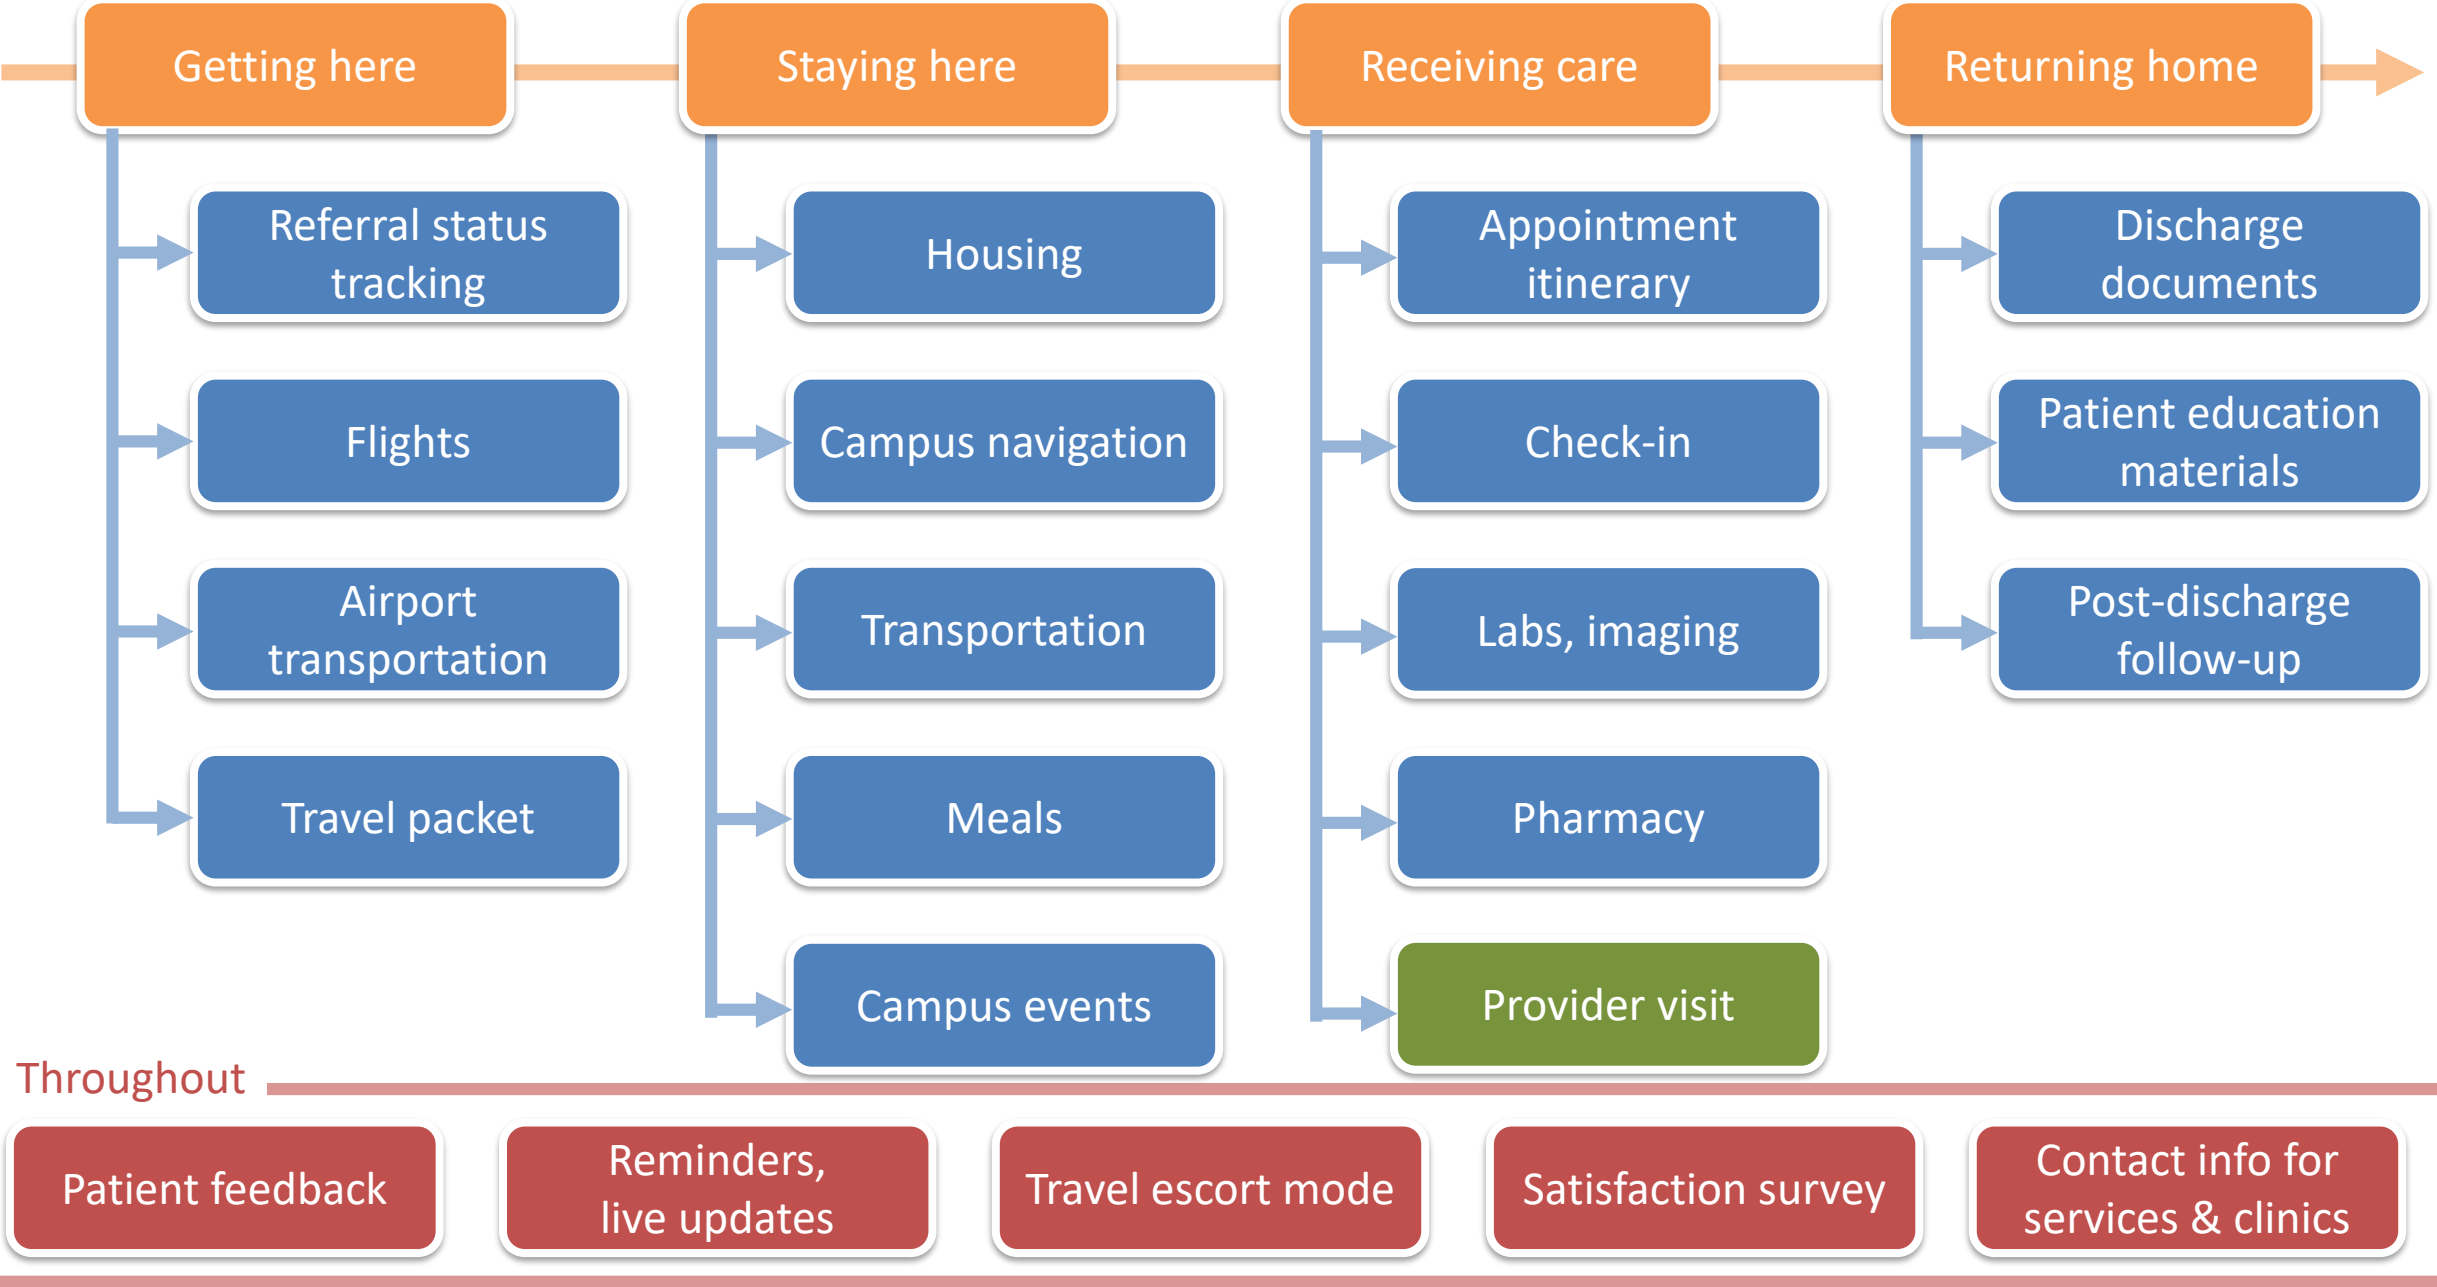 Getting here
Staying here
Receiving care
Returning home
Referral status
tracking
Flights
Airport
transportation
Travel packet
Housing
Campus navigation
Transportation
Meals
Campus events
Appointment
itinerary
Check-in
Labs, imaging
Pharmacy
Provider visit
Discharge
documents
Patient education
materials
Post-discharge
follow-up
Throughout
Patient feedback
Reminders,
live updates
Travel escort mode
Satisfaction survey
Contact info for
services & clinics